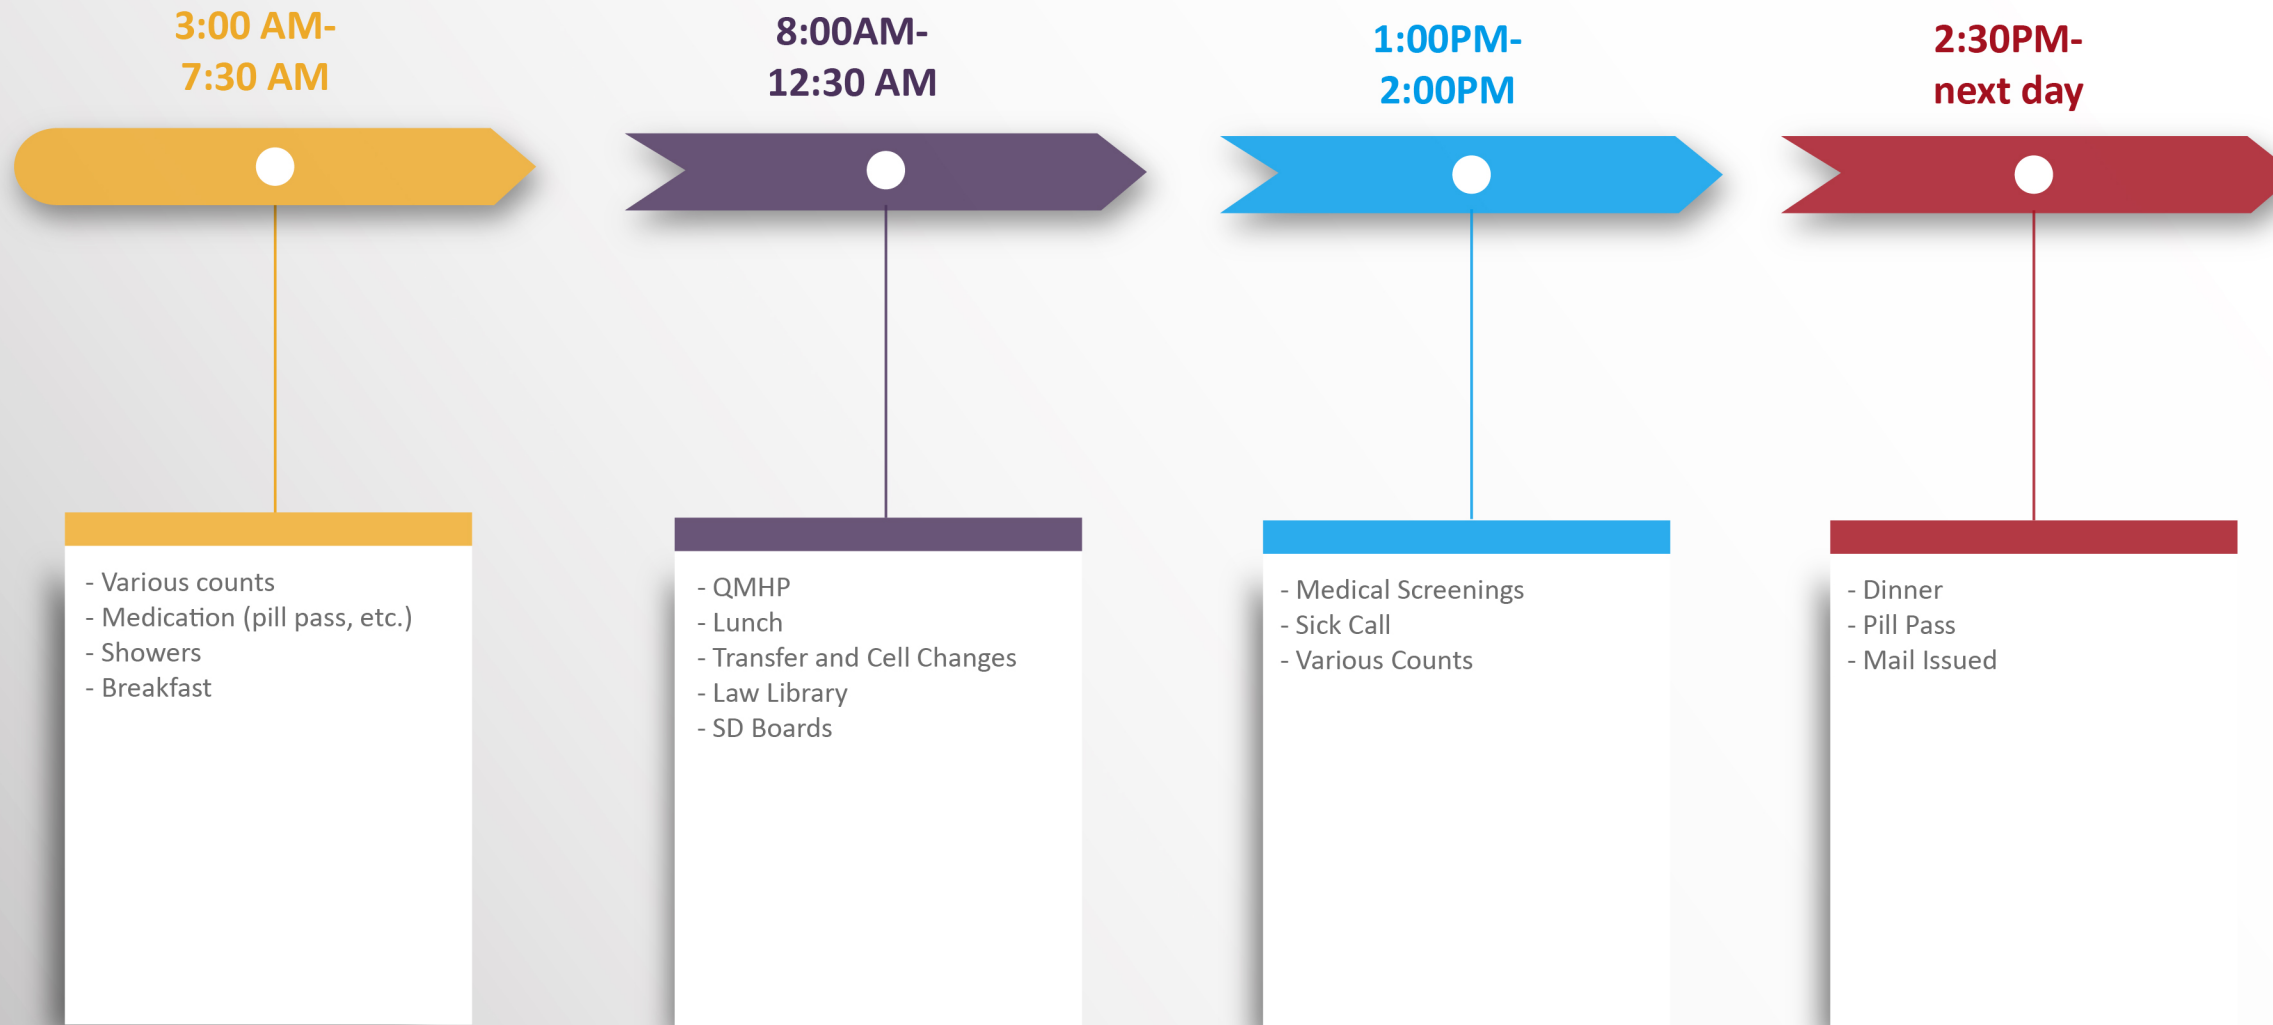 3:00 AM-
7:30 AM
- Various counts
- Medication (pill pass, etc.)
- Showers
- Breakfast
8:00AM-
12:30 AM
- QMHP
- Lunch
- Transfer and Cell Changes
- Law Library
- SD Boards
1:00PM-
2:00PM
- Medical Screenings
- Sick Call
- Various Counts
2:30PM-
next day
- Dinner
- Pill Pass
- Mail Issued